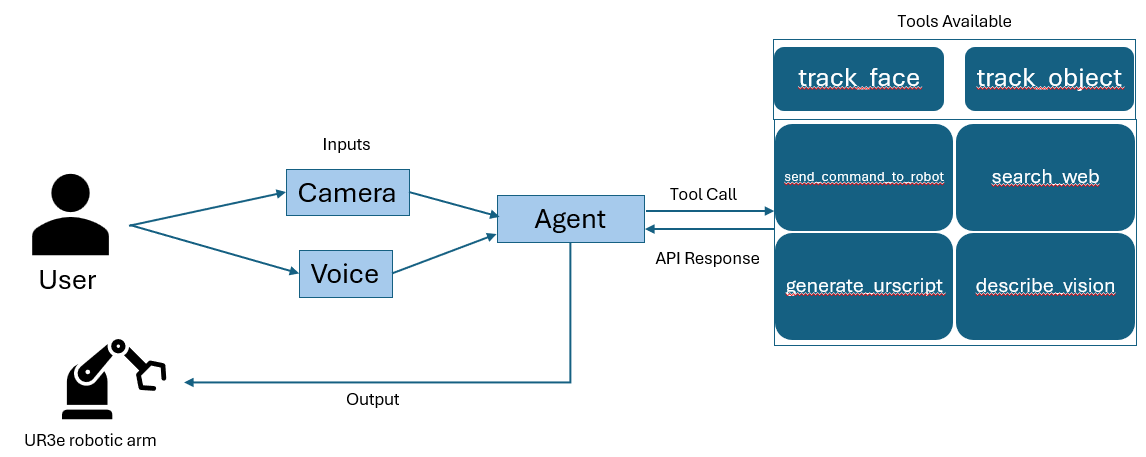 Tools Available
track_face
track_object
Inputs
Camera
send_command_to_robot
search_web
Tool Call
Agent
User
Voice
API Response
generate_urscript
describe_vision
Output
UR3e robotic arm